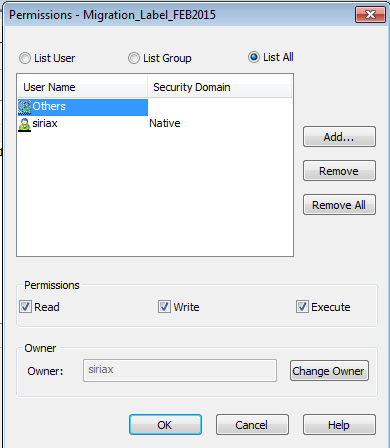 Permissions - Migration_Label_FEB2015
List User List Group List All
User Name Security Domain
Others
siriax Native
Add...
Remove
Remove All
Permissions
Read Write Execute
Owner
Owner: siriax Change Owner
OK Cancel Help